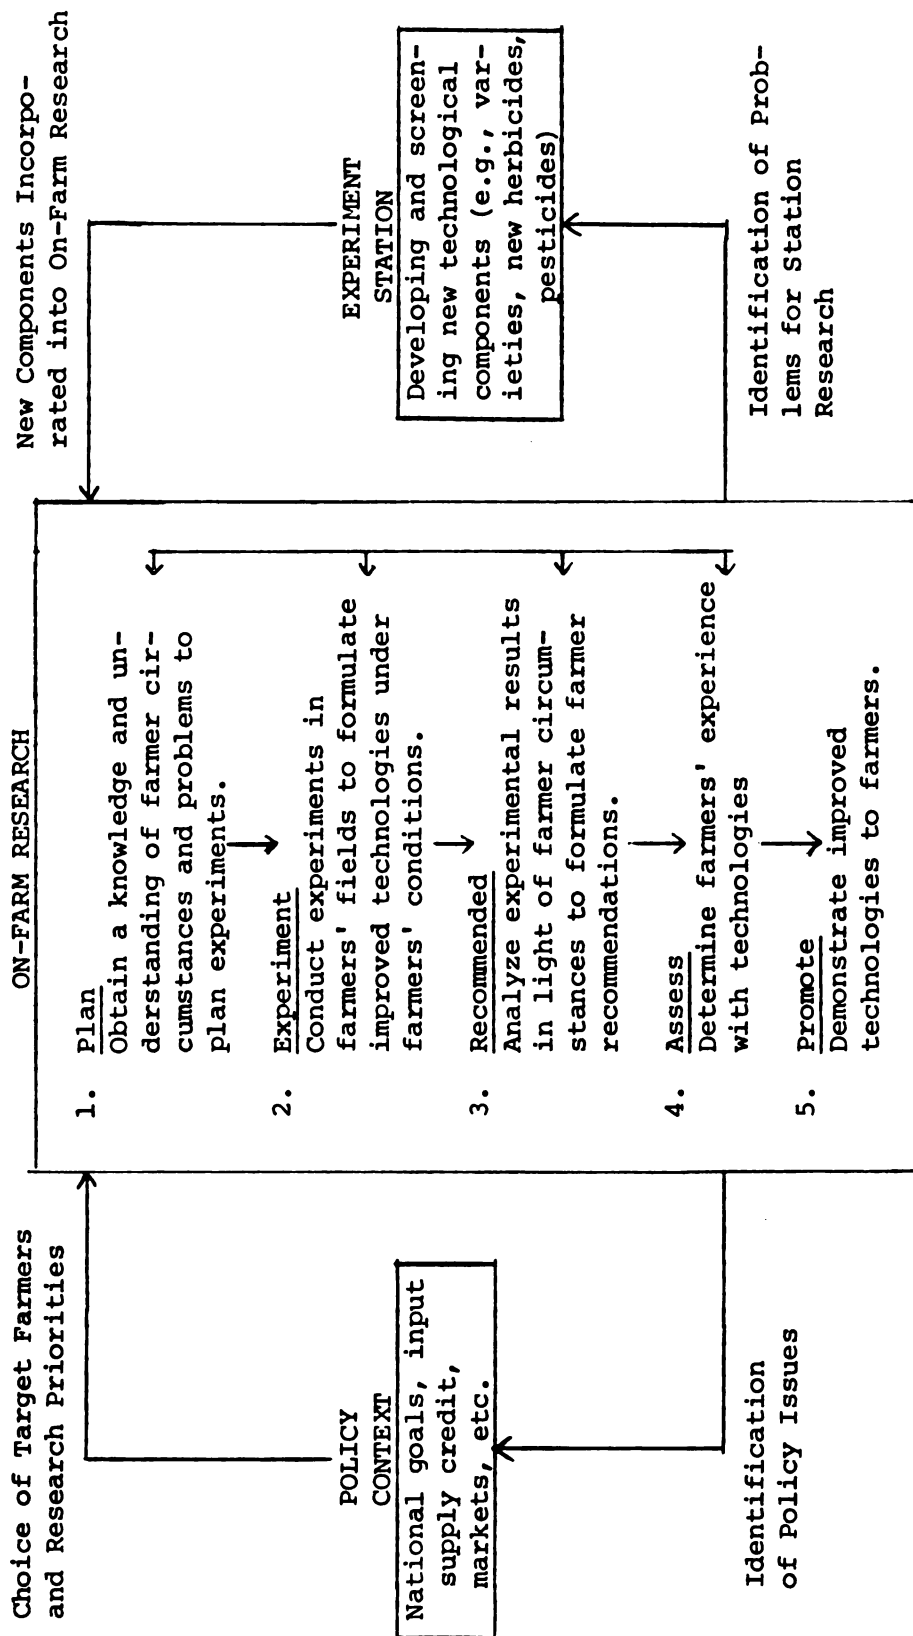 Choice of Target Farmers
and Research Priorities
POLICY
CONTEXT
National goals, input
supply credit,
markets, etc.
Identification
of Policy Issues
ON-FARM RESEARCH
1. Plan
Obtain a knowledge and un-
derstanding of farmer cir-
cumstances and problems to
plan experiments.
2. Experiment
Conduct experiments in
farmers' fields to formulate
improved technologies under
farmers' conditions.
3. Recommended
Analyze experimental results
in light of farmer circum-
stances to formulate farmer
recommendations.
4. Assess
Determine farmers' experience
with technologies
5. Promote
Demonstrate improved
technologies to farmers.
New Components Incorpo-
rated into On-Farm Research
EXPERIMENT
STATION
Developing and screen-
ing new technological
components (e.g., var-
ieties, new herbicides,
pesticides)
Identification of Prob-
lems for Station
Research